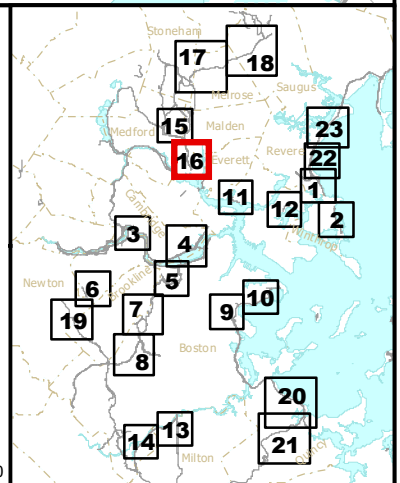 Stoneham
17
18
Melrose
Saugus
15
Medford
Malden
23
16
Everett
Revere
22
1
11
12
2
Winthrop
Cambridge
3
4
5
Brookline
Newton
6
10
9
7
19
8
Boston
20
13
14
21
Quincy
Milton
0